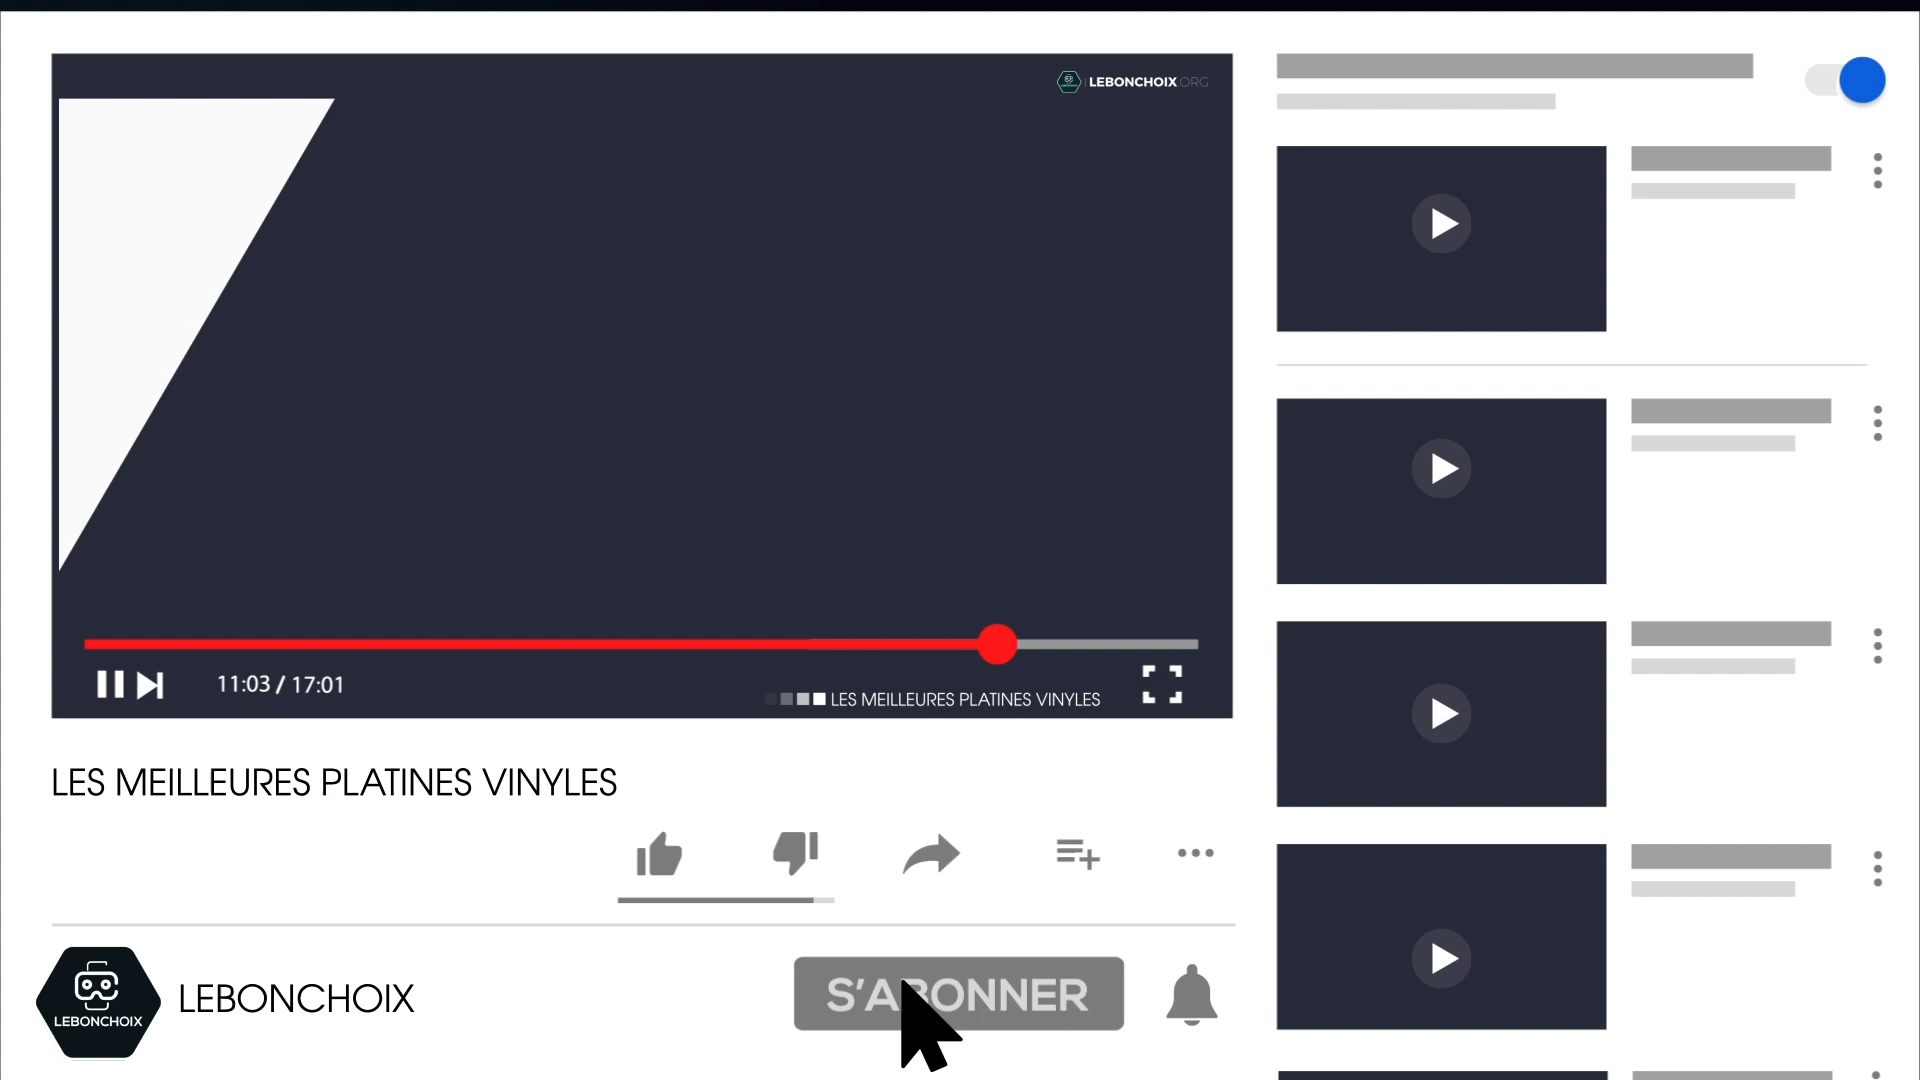 LEBONCHOIX.ORG
11:03 / 17:01
LES MEILLEURES PLATINES VINYLES
LES MEILLEURES PLATINES VINYLES
LEBONCHOIX
LEBONCHOIX
S'ABONNER